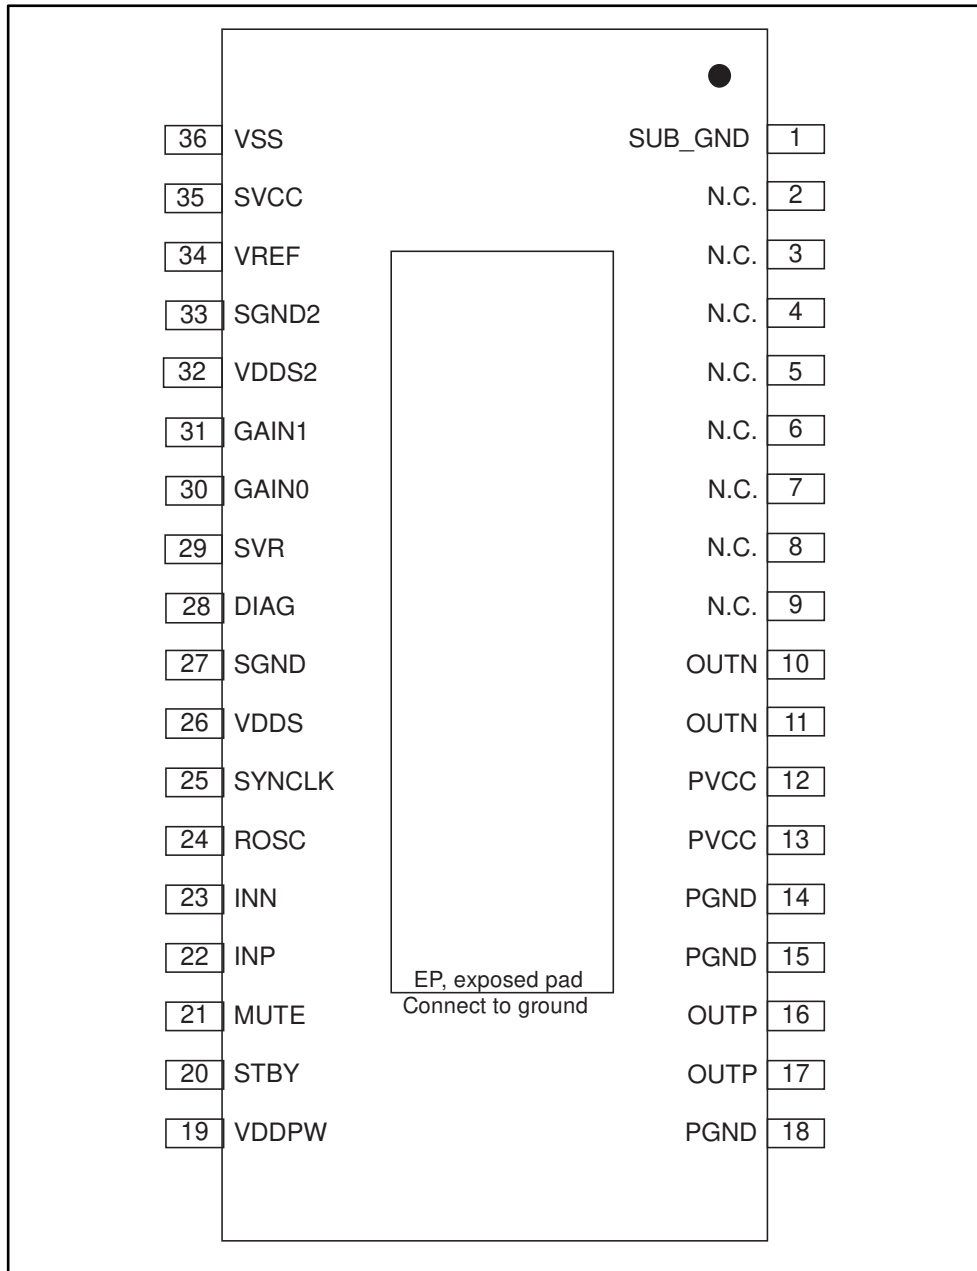 36 VSS SUB_GND 1
35 SVCC N.C. 2
34 VREF N.C. 3
33 SGND2 N.C. 4
32 VDDS2 N.C. 5
31 GAIN1 N.C. 6
30 GAIN0 N.C. 7
29 SVR N.C. 8
28 DIAG N.C. 9
27 SGND OUTN 10
26 VDDS OUTN 11
25 SYNCLK PVCC 12
24 ROSC PVCC 13
23 INN PGND 14
22 INP PGND 15
EP, exposed pad
Connect to ground
21 MUTE OUTP 16
20 STBY OUTP 17
19 VDDPW PGND 18